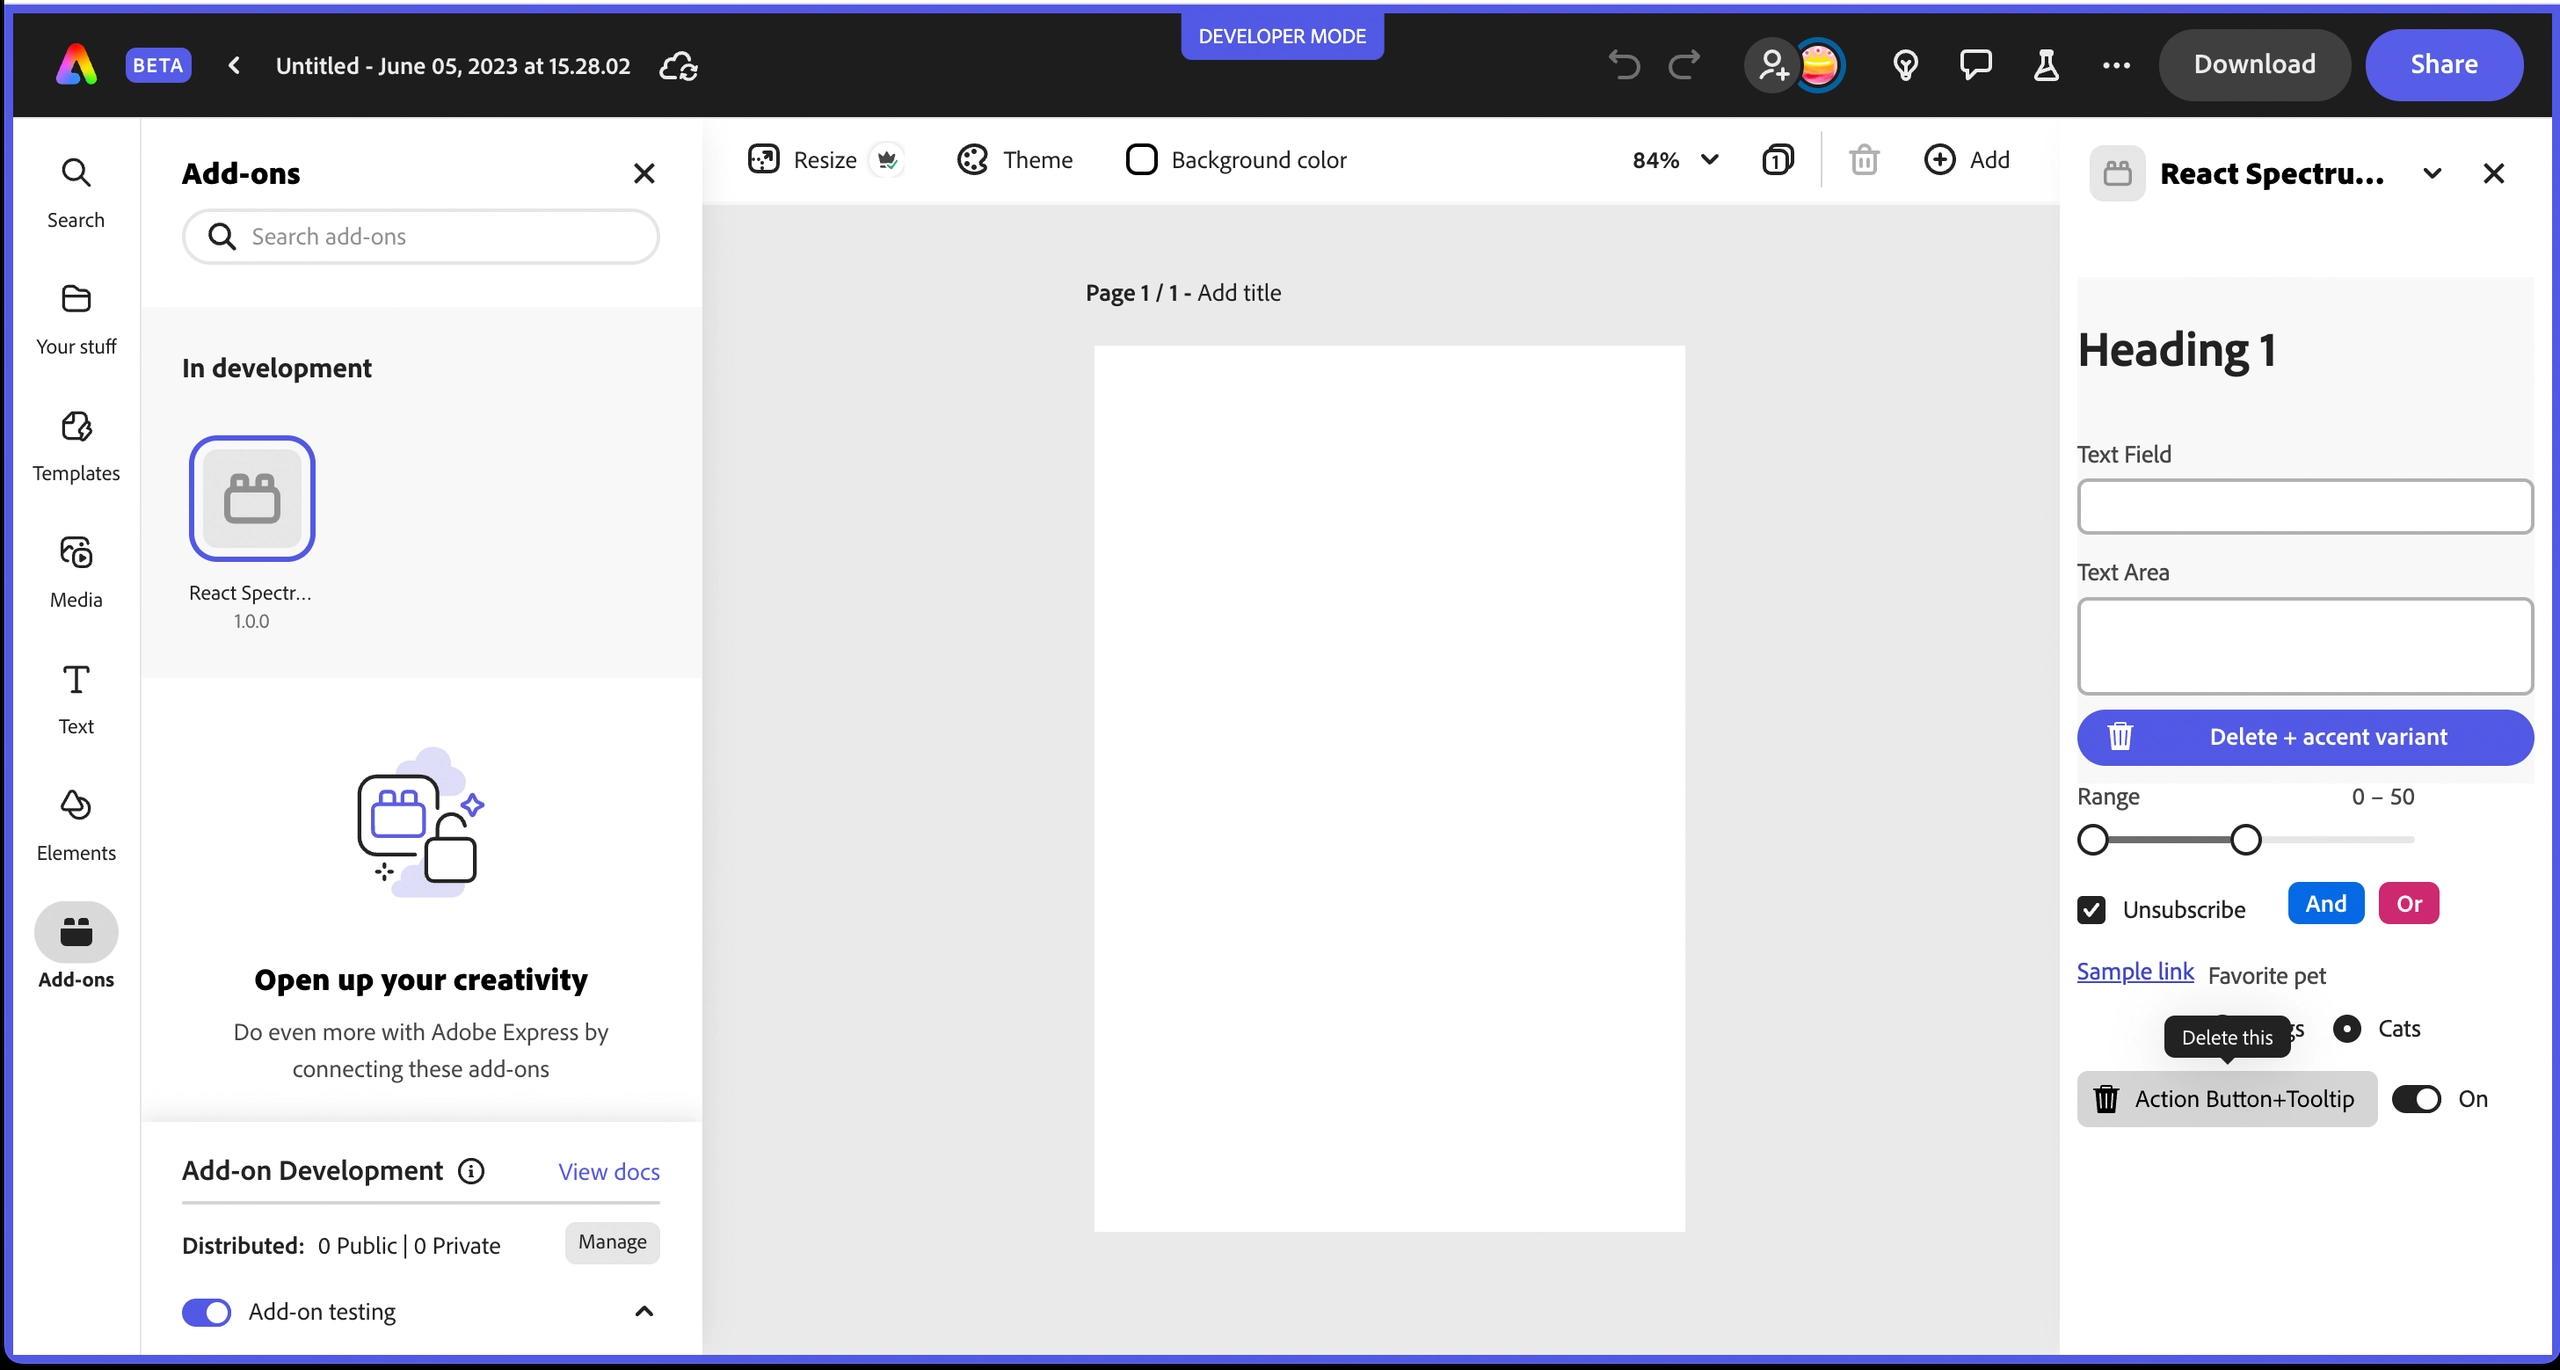 DEVELOPER MODE
BETA
Untitled - June 05, 2023 at 15.28.02
Download
Share
Search
Your stuff
Templates
Media
Text
Elements
Add-ons
Add-ons
Search add-ons
In development
React Spectr...
1.0.0
Open up your creativity
Do even more with Adobe Express by
connecting these add-ons
Add-on Development
View docs
Distributed: 0 Public | 0 Private
Manage
Add-on testing
Resize
Theme
Background color
84%
1
Add
Page 1 / 1 - Add title
React Spectru...
Heading 1
Text Field
Text Area
Delete + accent variant
Range
0 – 50
Unsubscribe
And
Or
Sample link
Favorite pet
Delete this
Cats
Action Button+Tooltip
On